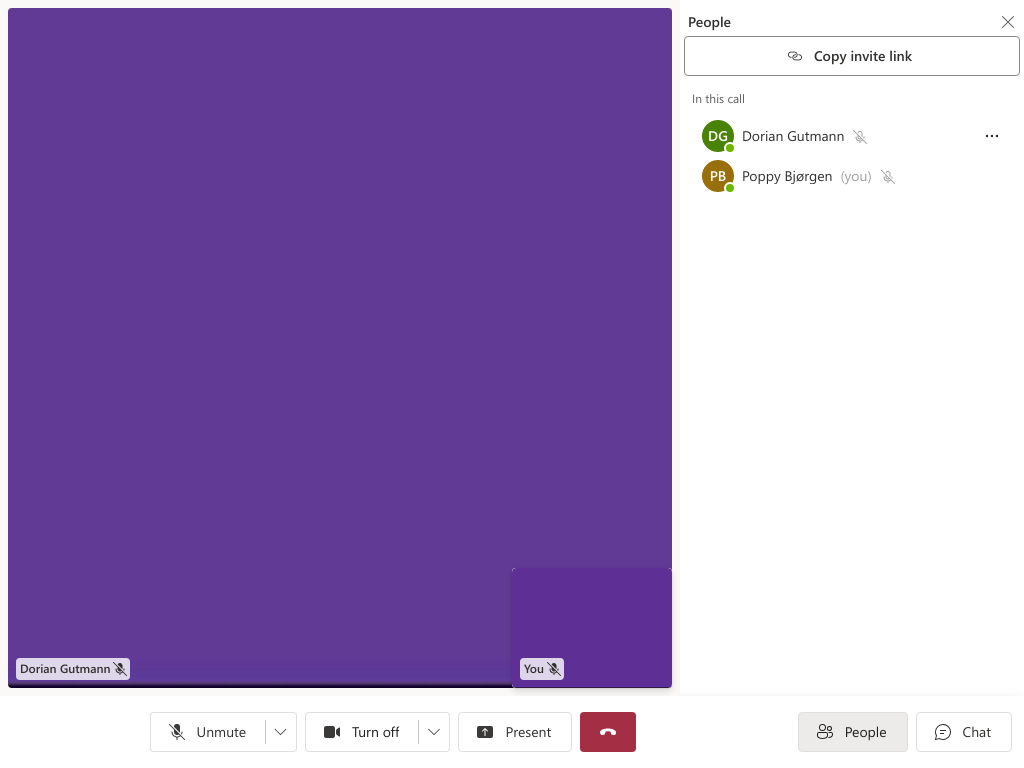 People
Copy invite link
In this call
DG Dorian Gutmann
PB Poppy Bjørgen (you)
Dorian Gutmann
You
Unmute
Turn off
Present
People
Chat